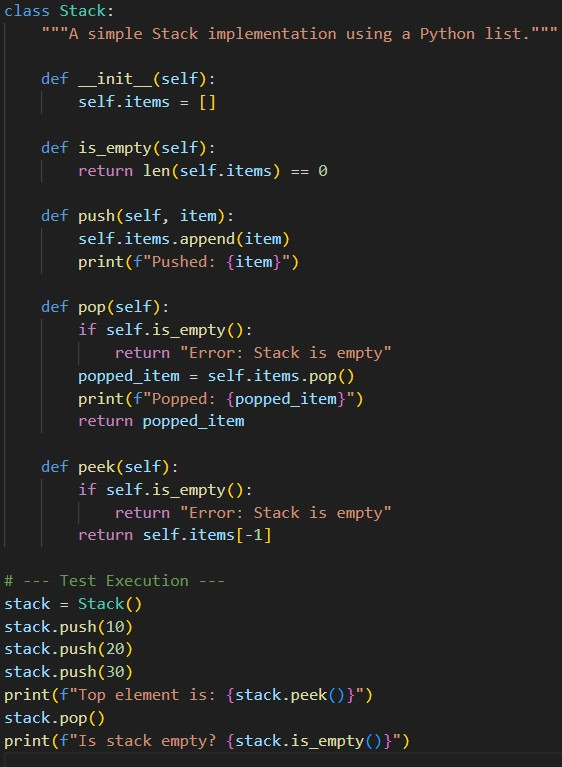 class Stack:
    """A simple Stack implementation using a Python list."""

    def __init__(self):
        self.items = []

    def is_empty(self):
        return len(self.items) == 0

    def push(self, item):
        self.items.append(item)
        print(f"Pushed: {item}")

    def pop(self):
        if self.is_empty():
            return "Error: Stack is empty"
        popped_item = self.items.pop()
        print(f"Popped: {popped_item}")
        return popped_item

    def peek(self):
        if self.is_empty():
            return "Error: Stack is empty"
        return self.items[-1]

# --- Test Execution ---
stack = Stack()
stack.push(10)
stack.push(20)
stack.push(30)
print(f"Top element is: {stack.peek()}")
stack.pop()
print(f"Is stack empty? {stack.is_empty()}")